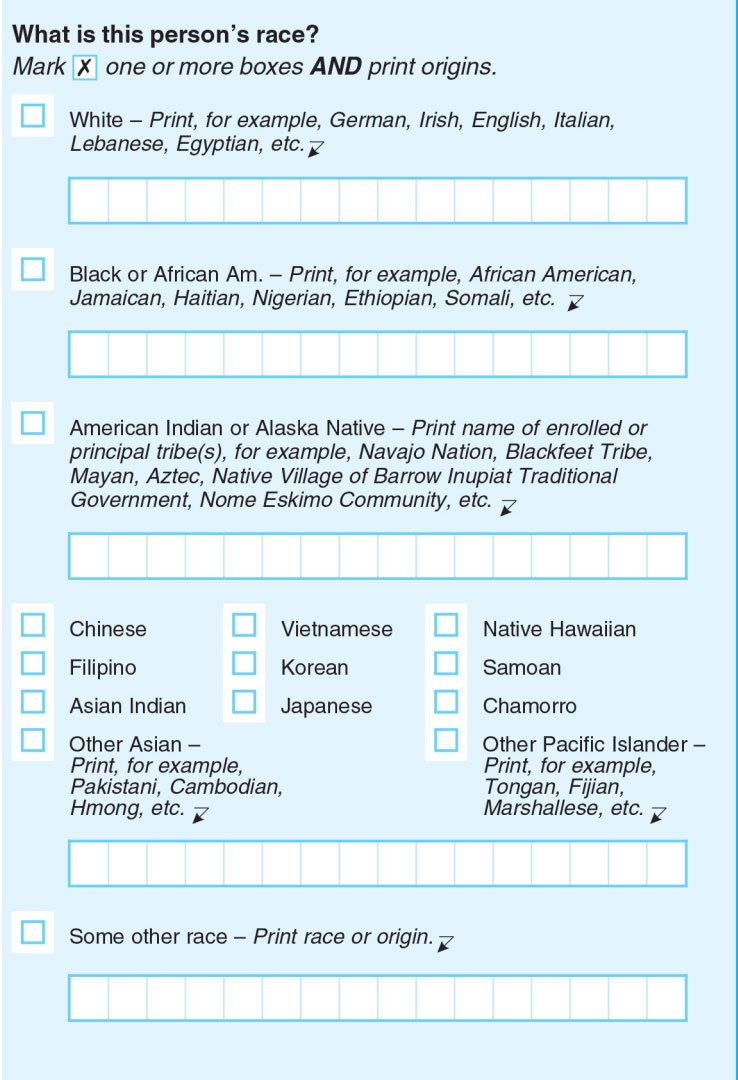 What is this person's race?
Mark X one or more boxes AND print origins.
White – Print, for example, German, Irish, English, Italian,
Lebanese, Egyptian, etc.
Black or African Am. – Print, for example, African American,
Jamaican, Haitian, Nigerian, Ethiopian, Somali, etc.
American Indian or Alaska Native – Print name of enrolled or
principal tribe(s), for example, Navajo Nation, Blackfeet Tribe,
Mayan, Aztec, Native Village of Barrow Inupiat Traditional
Government, Nome Eskimo Community, etc.
Chinese
Filipino
Asian Indian
Other Asian –
Print, for example,
Pakistani, Cambodian,
Hmong, etc.
Vietnamese
Korean
Japanese
Native Hawaiian
Samoan
Chamorro
Other Pacific Islander –
Print, for example,
Tongan, Fijian,
Marshallese, etc.
Some other race – Print race or origin.